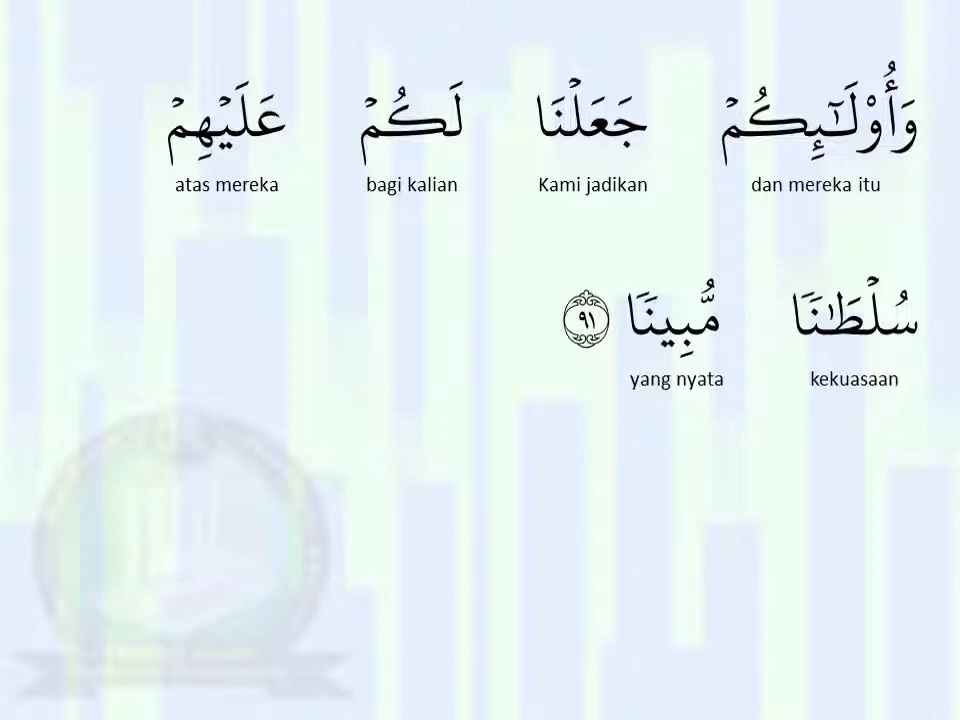 وَأُوْلَـٰٓئِكُمۡ جَعَلۡنَا لَكُمۡ عَلَيۡهِمۡ
dan mereka itu Kami jadikan bagi kalian atas mereka
سُلۡطَـٰنٗا مُّبِينٗا ٩١
kekuasaan yang nyata